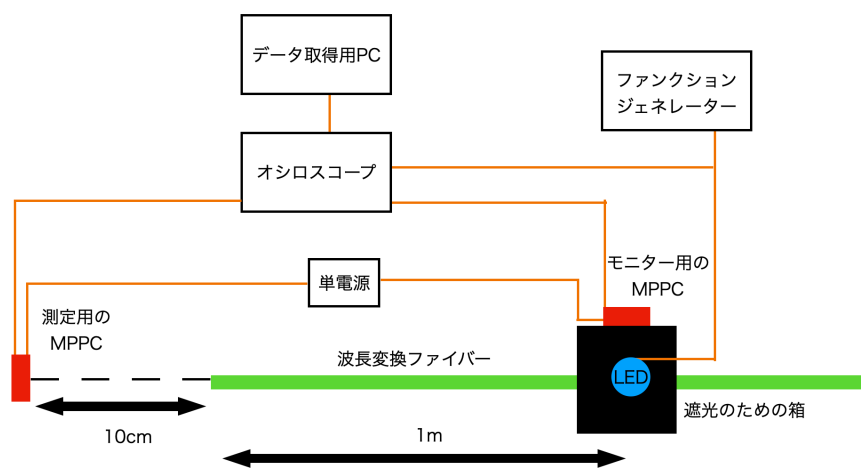 データ取得用PC
ファンクション
ジェネレーター
オシロスコープ
単電源
モニター用の
MPPC
測定用の
MPPC
波長変換ファイバー
LED
遮光のための箱
10cm
1m